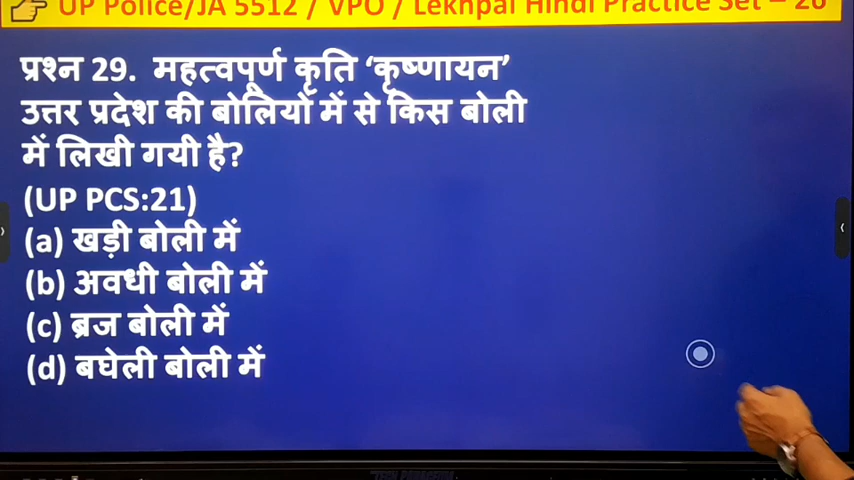 UP Police/JA 5512 / VPO / Lekhpal Hindi Practice Set – 26
प्रश्न 29. महत्वपूर्ण कृति ‘कृष्णायन’
उत्तर प्रदेश की बोलियों में से किस बोली
में लिखी गयी है?
(UP PCS:21)
(a) खड़ी बोली में
(b) अवधी बोली में
(c) ब्रज बोली में
(d) बघेली बोली में